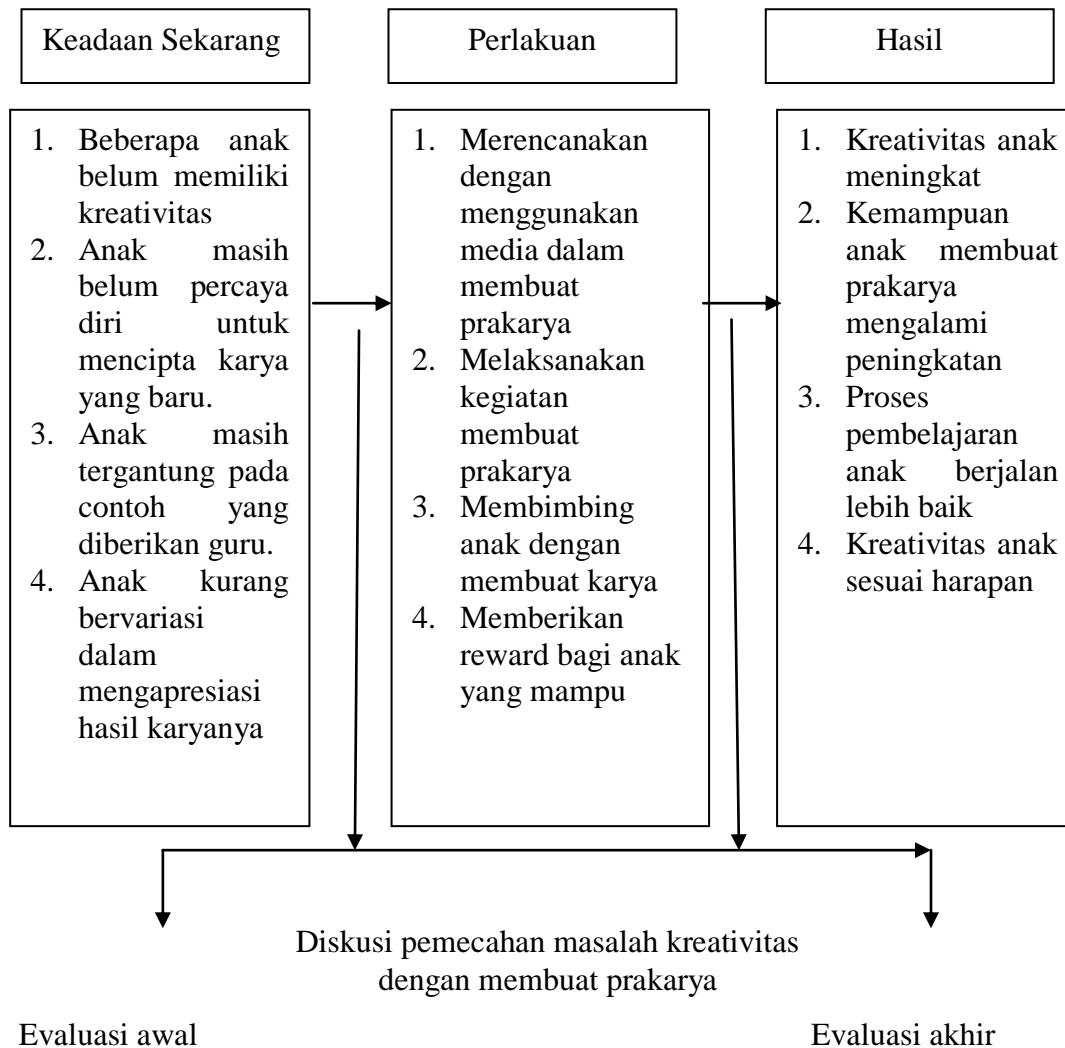 Keadaan Sekarang
Perlakuan
Hasil
1. Beberapa anak
belum memiliki
kreativitas
2. Anak masih
belum percaya
diri untuk
mencipta karya
yang baru.
3. Anak masih
tergantung pada
contoh yang
diberikan guru.
4. Anak kurang
bervariasi
dalam
mengapresiasi
hasil karyanya
1. Merencanakan
dengan
menggunakan
media dalam
membuat
prakarya
2. Melaksanakan
kegiatan
membuat
prakarya
3. Membimbing
anak dengan
membuat karya
4. Memberikan
reward bagi anak
yang mampu
1. Kreativitas anak
meningkat
2. Kemampuan
anak membuat
prakarya
mengalami
peningkatan
3. Proses
pembelajaran
anak berjalan
lebih baik
4. Kreativitas anak
sesuai harapan
Diskusi pemecahan masalah kreativitas
dengan membuat prakarya
Evaluasi awal
Evaluasi akhir